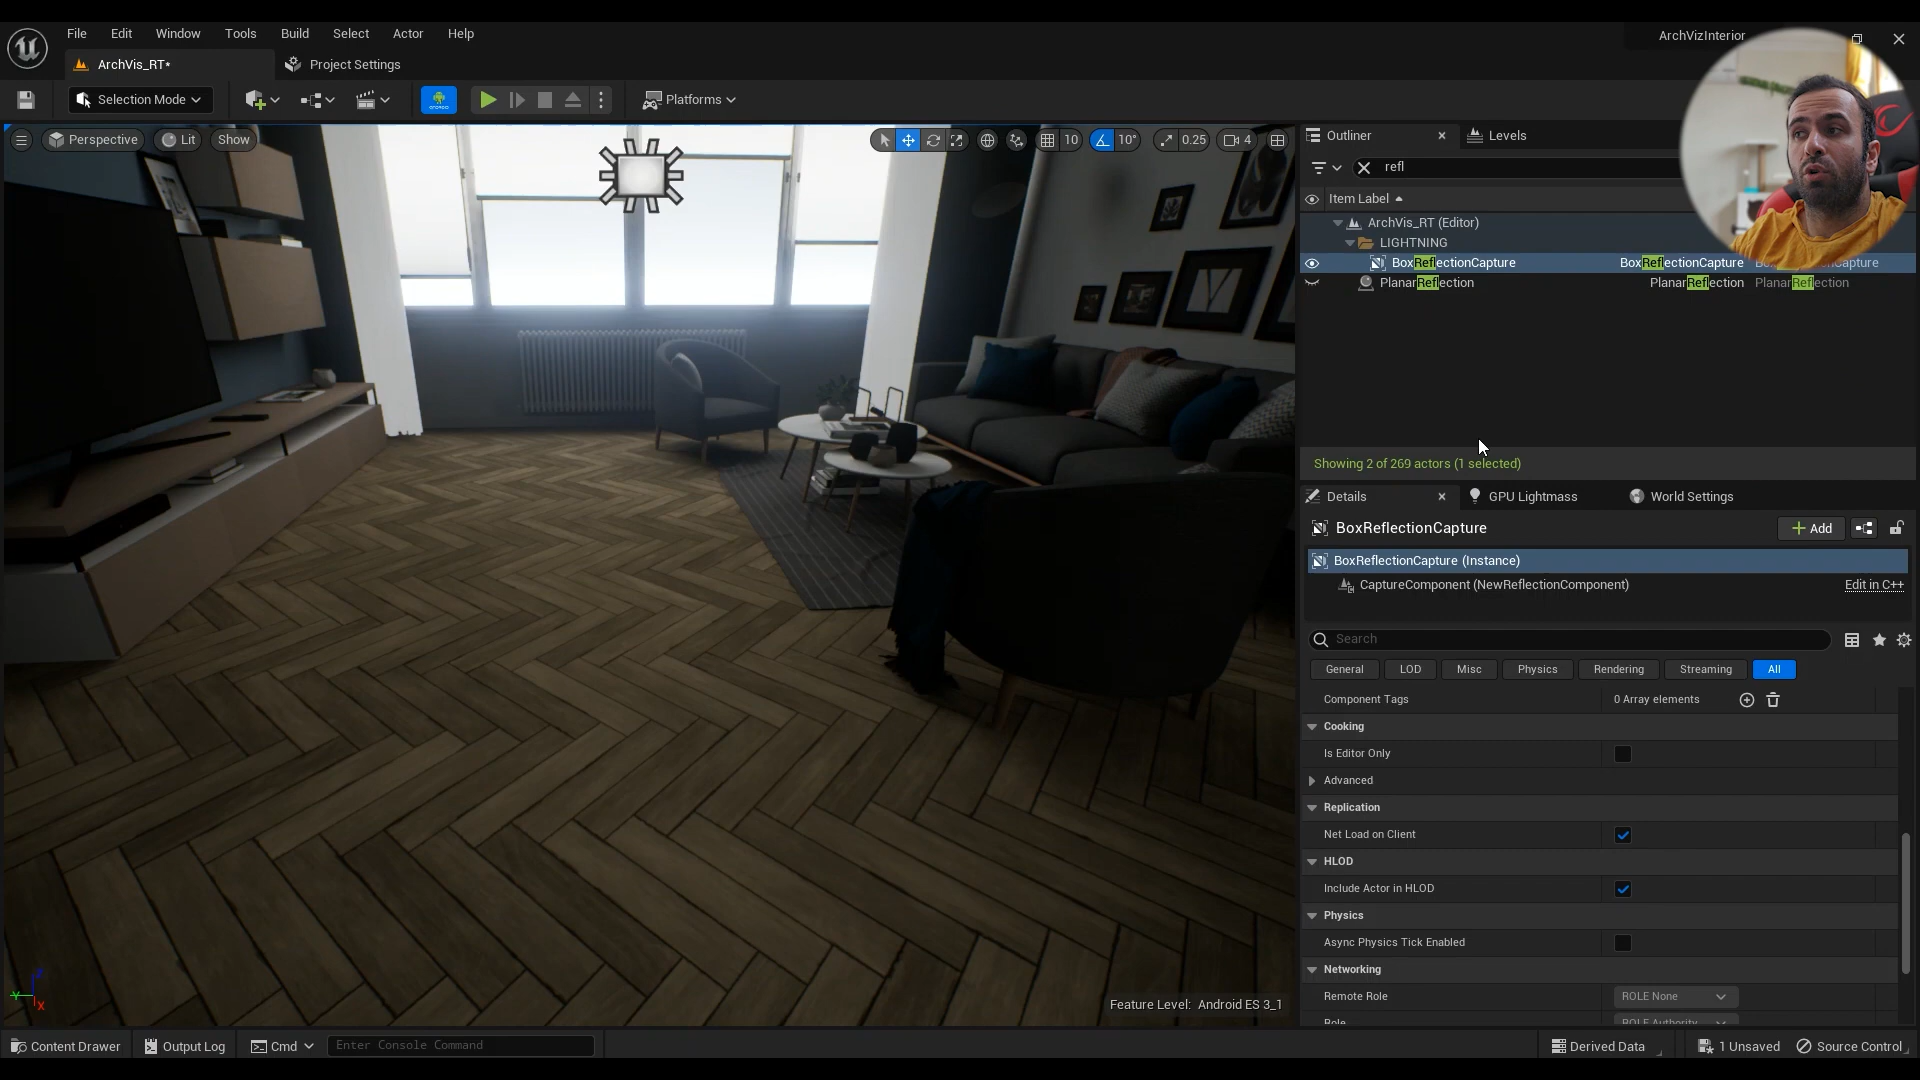 File Edit Window Tools Build Select Actor Help
ArchVizInterior
ArchVis_RT*
Project Settings
Selection Mode
Platforms
Perspective
Lit
Show
10
10°
0.25
4
Outliner
Levels
refl
Item Label
ArchVis_RT (Editor)
LIGHTNING
BoxReflectionCapture BoxReflectionCapture
PlanarReflection PlanarReflection PlanarReflection
Showing 2 of 269 actors (1 selected)
Details
GPU Lightmass
World Settings
BoxReflectionCapture
Add
BoxReflectionCapture (Instance)
CaptureComponent (NewReflectionComponent) Edit in C++
Search
General LOD Misc Physics Rendering Streaming All
Component Tags 0 Array elements
Cooking
Is Editor Only
Advanced
Replication
Net Load on Client
HLOD
Include Actor in HLOD
Physics
Async Physics Tick Enabled
Networking
Remote Role ROLE None
Role ROLE Authority
Feature Level: Android ES 3_1
Content Drawer
Output Log
Cmd
Enter Console Command
Derived Data
1 Unsaved
Source Control